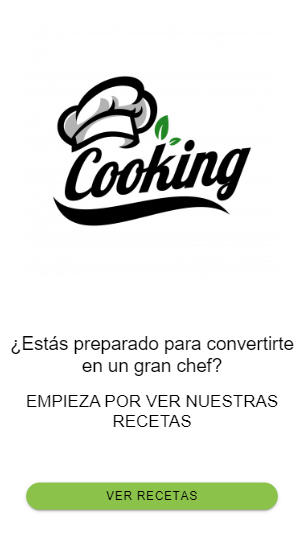 Cooking
¿Estás preparado para convertirte
en un gran chef?
EMPIEZA POR VER NUESTRAS
RECETAS
VER RECETAS